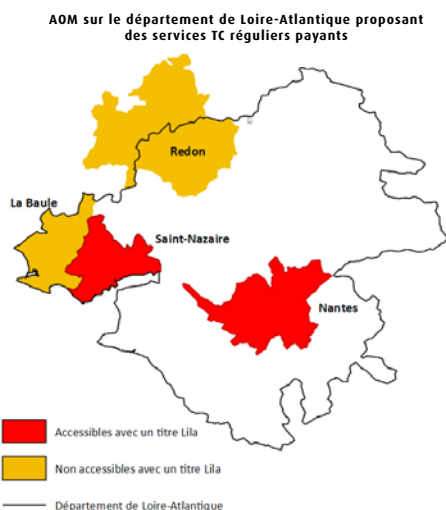 AOM sur le département de Loire-Atlantique proposant
des services TC réguliers payants
Redon
La Baule
Saint-Nazaire
Nantes
Accessibles avec un titre Lila
Non accessibles avec un titre Lila
Département de Loire-Atlantique